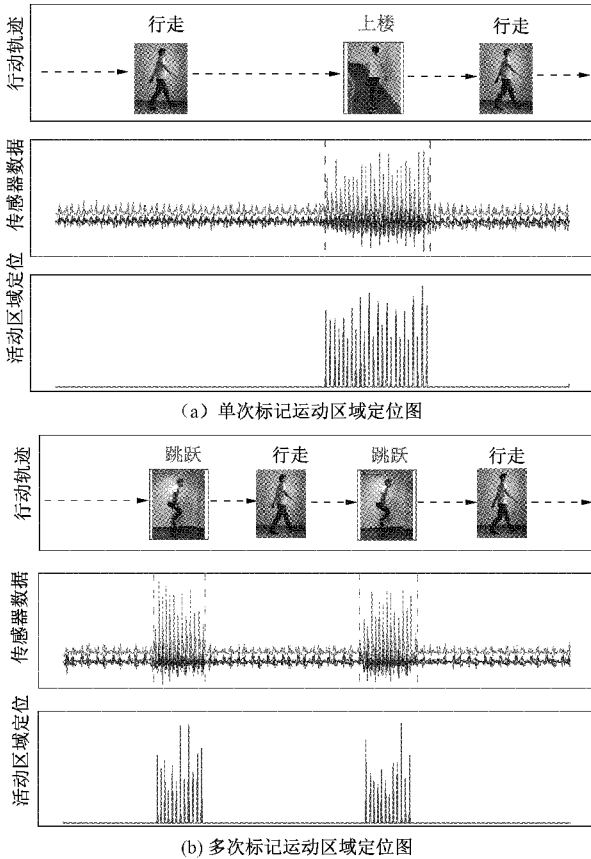 行走 上楼 行走
行动轨迹
传感器数据
活动区域定位
（a）单次标记运动区域定位图
跳跃 行走 跳跃 行走
行动轨迹
传感器数据
活动区域定位
(b) 多次标记运动区域定位图